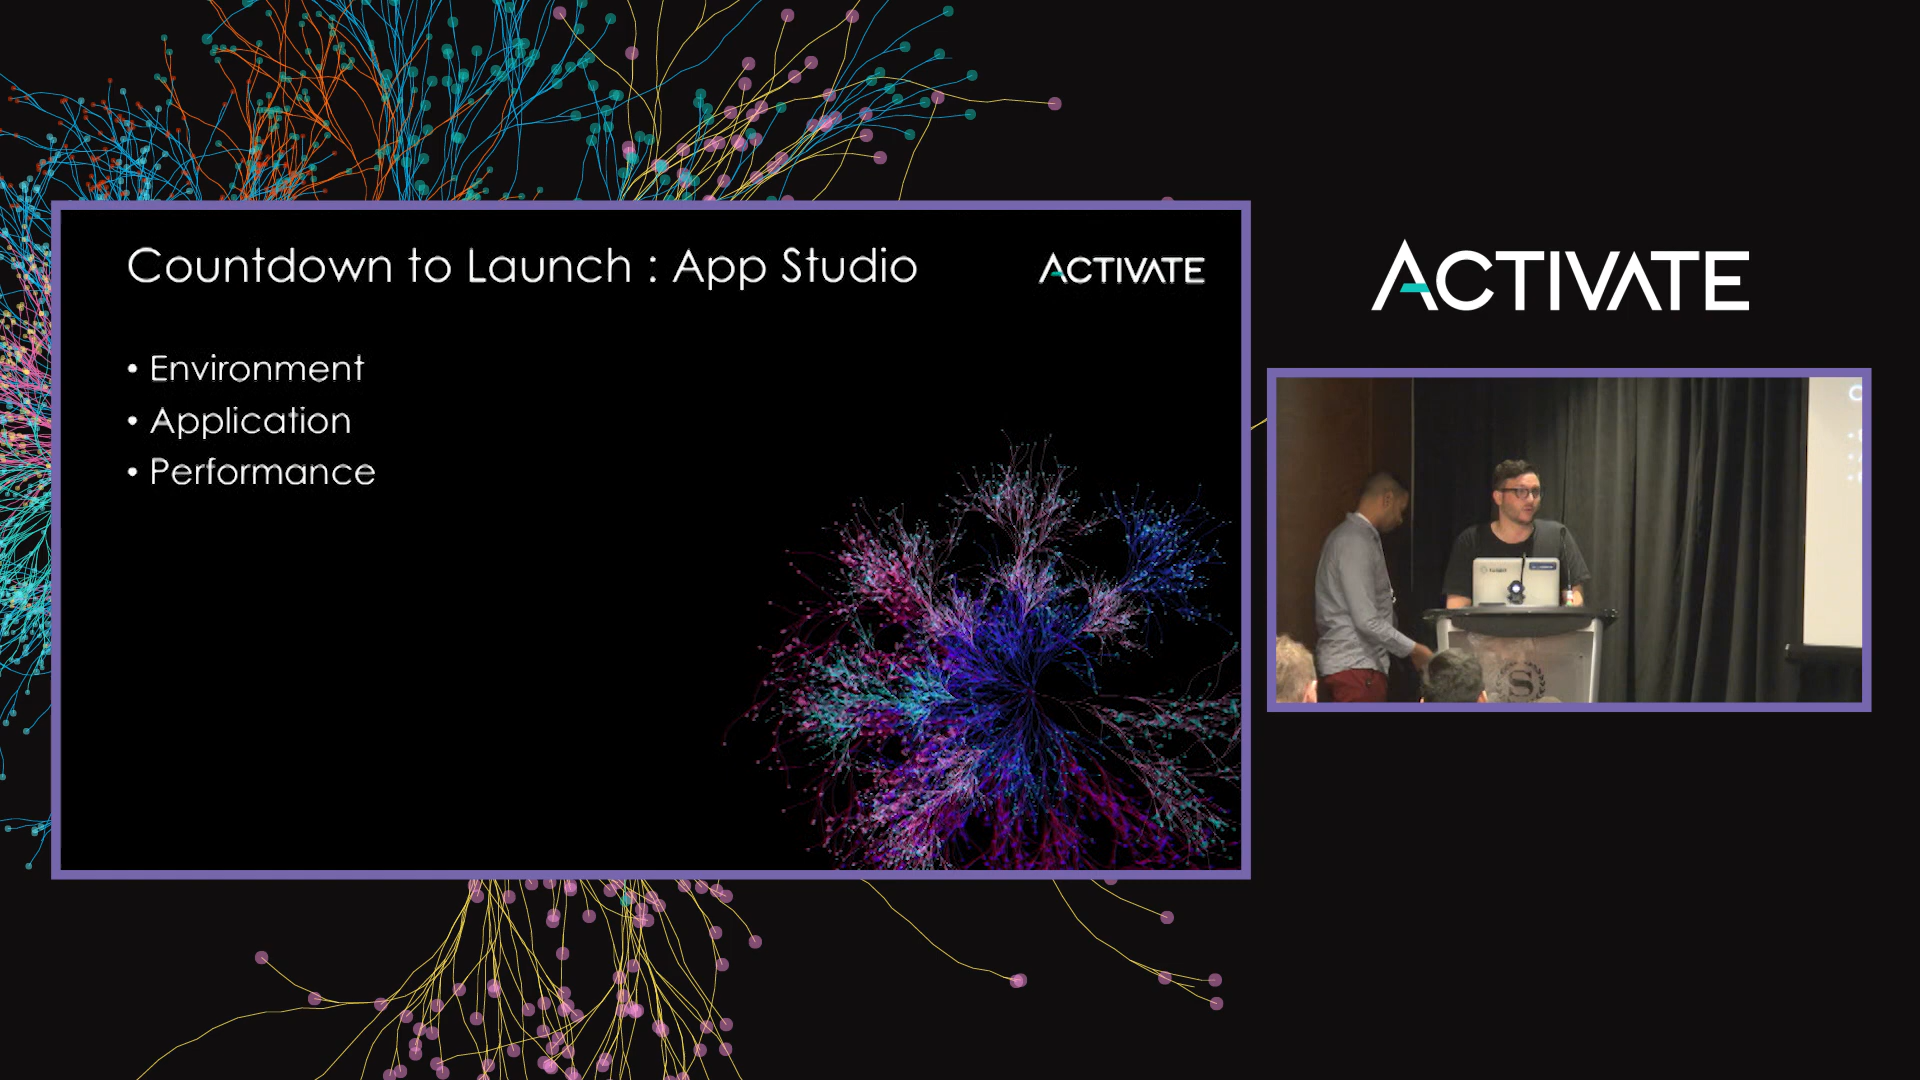 Countdown to Launch : App Studio
ACTIVATE
• Environment
• Application
• Performance
ACTIVATE
S